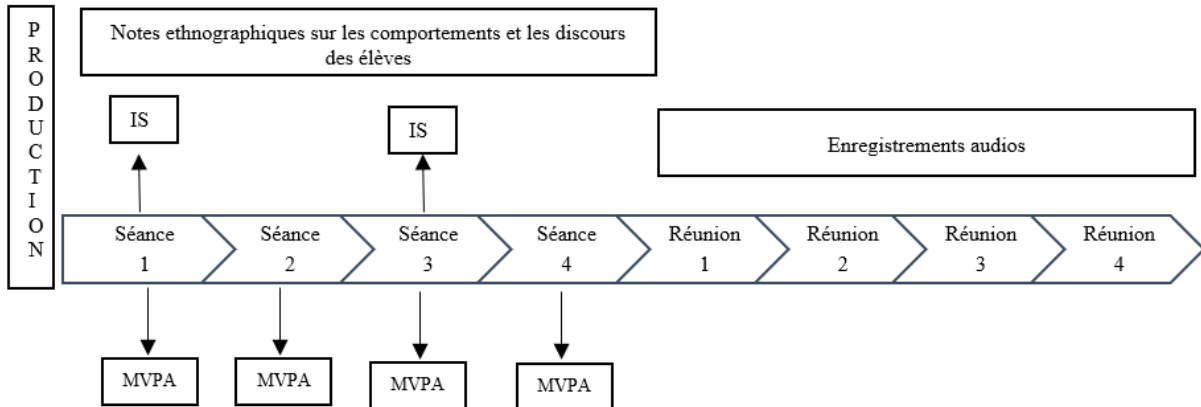 PRODUCTION
Notes ethnographiques sur les comportements et les discours
des élèves
IS
IS
Enregistrements audios
Séance
1
Séance
2
Séance
3
Séance
4
Réunion
1
Réunion
2
Réunion
3
Réunion
4
MVPA
MVPA
MVPA
MVPA